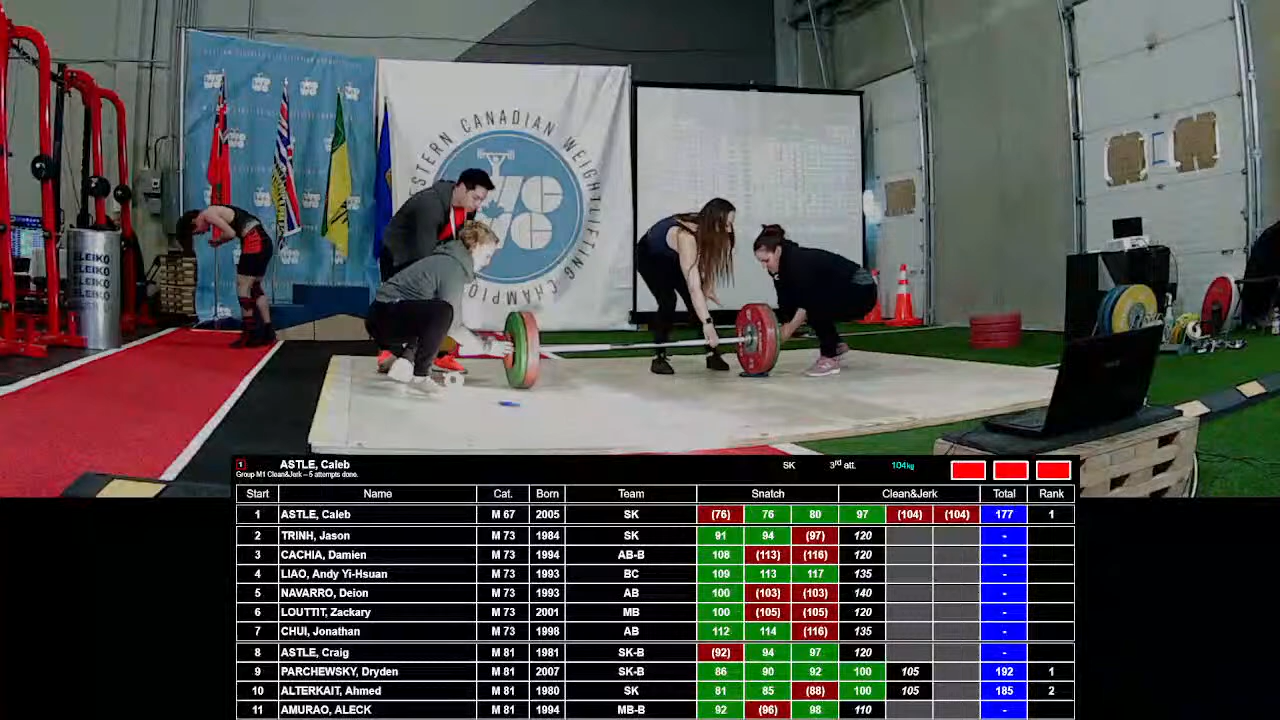 WESTERN CANADIAN WEIGHTLIFTING CHAMPIONSHIPS
WC
WC
ELEIKO
ELEIKO
ELEIKO
ELEIKO
1 ASTLE, Caleb SK 3rd att. 104kg
Group M1 Clean&Jerk – 5 attempts done.
Start Name Cat. Born Team Snatch Clean&Jerk Total Rank
1 ASTLE, Caleb M 67 2005 SK (76) 76 80 97 (104) (104) 177 1
2 TRINH, Jason M 73 1984 SK 91 94 (97) 120 -
3 CACHIA, Damien M 73 1994 AB-B 108 (113) (116) 120 -
4 LIAO, Andy Yi-Hsuan M 73 1993 BC 109 113 117 135 -
5 NAVARRO, Deion M 73 1993 AB 100 (103) (103) 140 -
6 LOUTTIT, Zackary M 73 2001 MB 100 (105) (105) 120 -
7 CHUI, Jonathan M 73 1998 AB 112 114 (116) 135 -
8 ASTLE, Craig M 81 1981 SK-B (92) 94 97 120 -
9 PARCHEWSKY, Dryden M 81 2007 SK-B 86 90 92 100 105 192 1
10 ALTERKAIT, Ahmed M 81 1980 SK 81 85 (88) 100 105 185 2
11 AMURAO, ALECK M 81 1994 MB-B 92 (96) 98 110 -